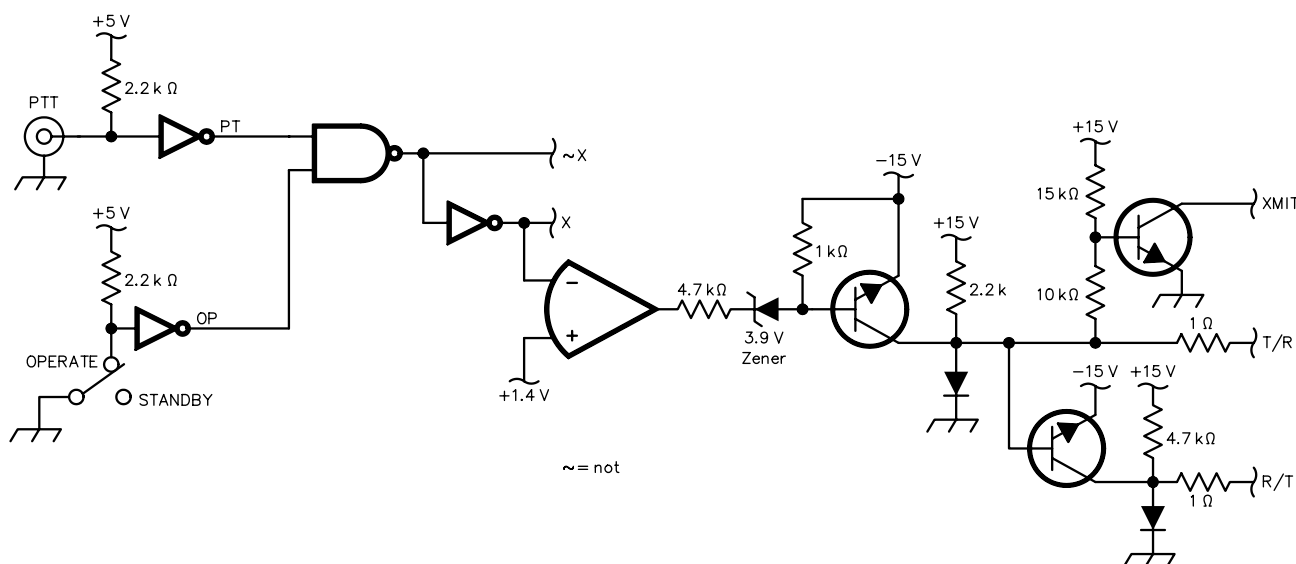 +5 V
2.2 k Ω
PTT
PT
+5 V
2.2 k Ω
OP
OPERATE
STANDBY
~X
X
−
+
+1.4 V
4.7 kΩ
3.9 V
Zener
1 kΩ
−15 V
+15 V
2.2 k
+15 V
15 kΩ
10 kΩ
XMIT
1 Ω
T/R
−15 V
+15 V
4.7 kΩ
1 Ω
R/T
~= not